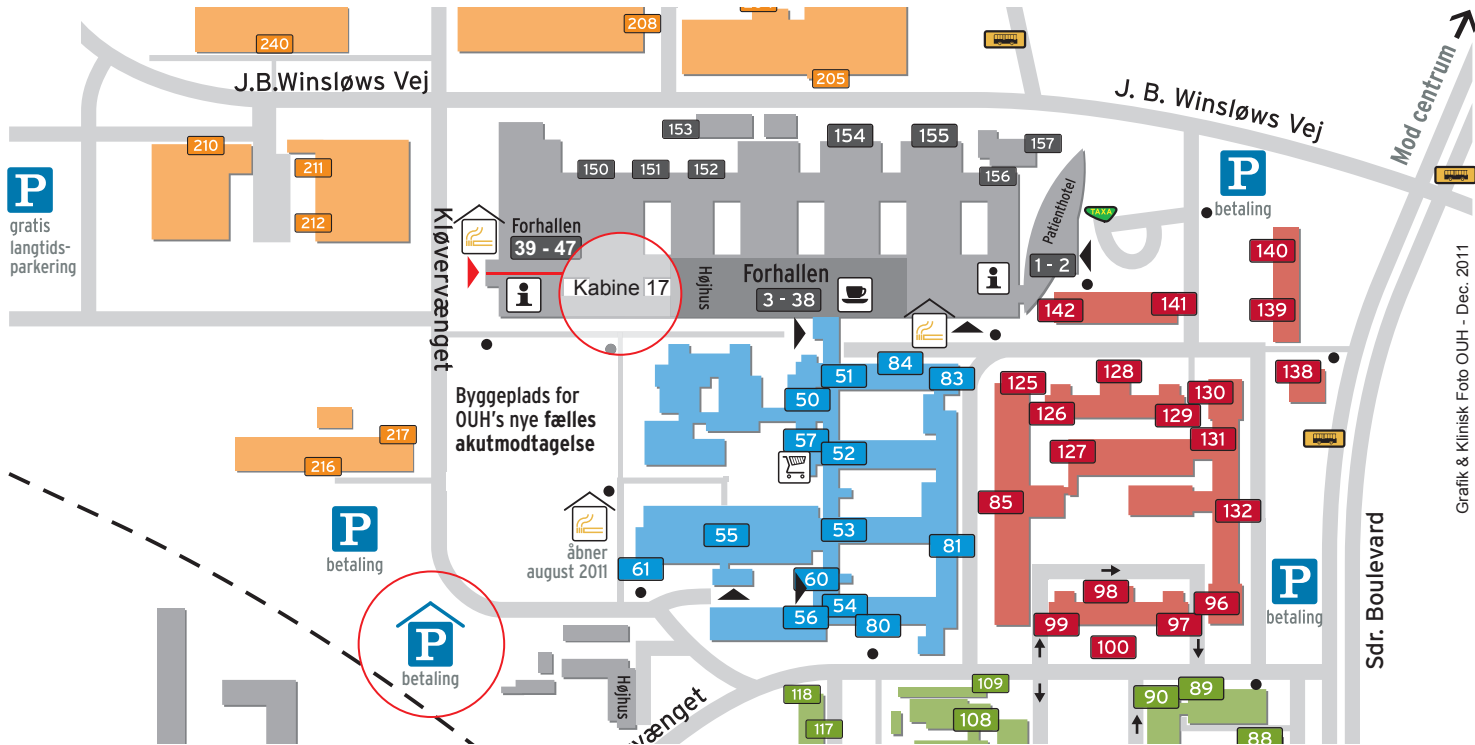 208
240
205
J.B.Winsløws Vej
J. B. Winsløws Vej
Mod centrum
210
211
212
153
154
155
157
150
151
152
156
P
gratis
langtids-
parkering
P
betaling
Kløvervænget
Forhallen
39 - 47
i
Kabine 17
Højhus
Forhallen
3 - 38
i
Patienthotel
1 - 2
TAXA
140
139
142
141
138
Grafik & Klinisk Foto OUH - Dec. 2011
Byggeplads for
OUH's nye fælles
akutmodtagelse
51
84
83
50
57
52
53
55
81
61
60
54
56
80
125
128
130
126
129
127
131
85
132
98
96
99
97
100
217
216
P
betaling
åbner
august 2011
P
betaling
P
betaling
Sdr. Boulevard
Højhus
vænget
118
117
109
108
90
89
88